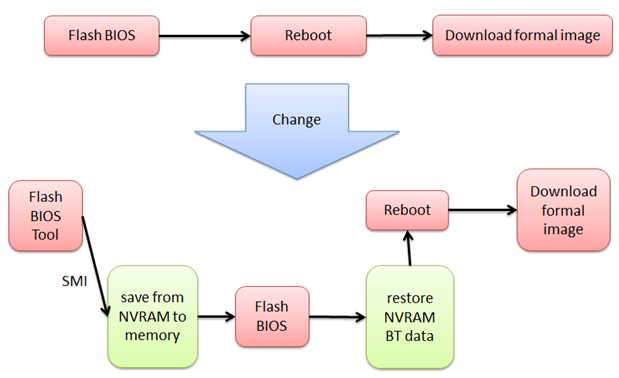 Flash BIOS
Reboot
Download formal image
Change
Flash
BIOS
Tool
SMI
save from
NVRAM to
memory
Flash
BIOS
restore
NVRAM
BT data
Reboot
Download
formal
image